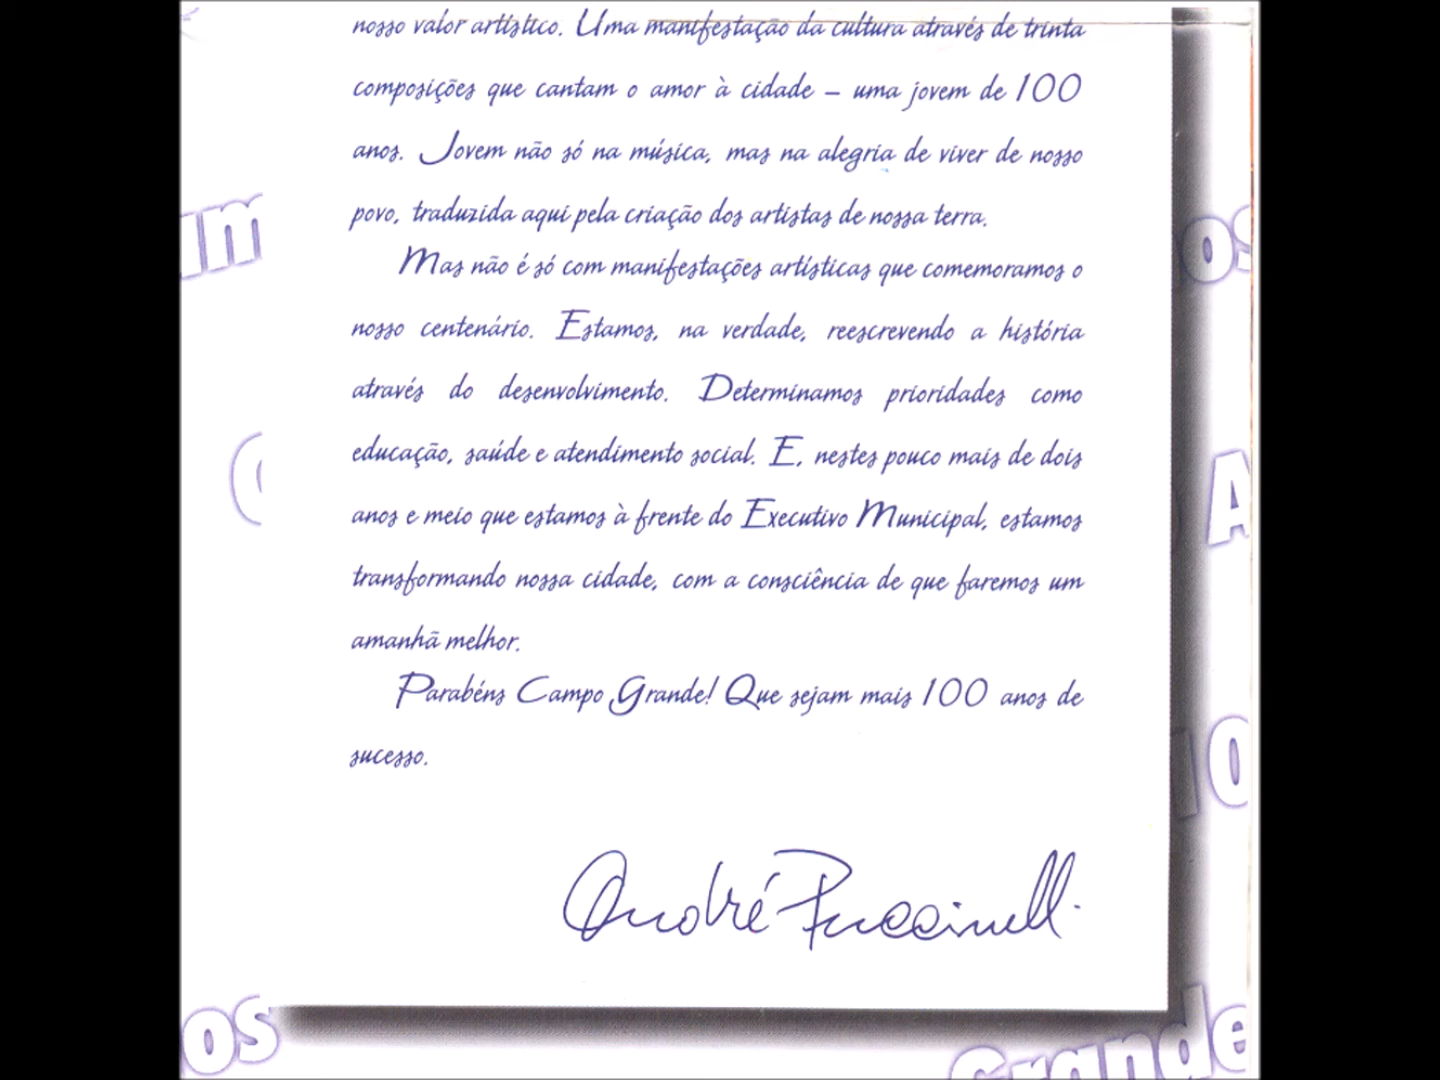 nosso valor artístico. Uma manifestação da cultura através de trinta
composições que cantam o amor à cidade – uma jovem de 100
anos. Jovem não só na música, mas na alegria de viver de nosso
povo, traduzida aqui pela criação dos artistas de nossa terra.
Mas não é só com manifestações artísticas que comemoramos o
nosso centenário. Estamos, na verdade, reescrevendo a história
através do desenvolvimento. Determinamos prioridades como
educação, saúde e atendimento social. E, nestes pouco mais de dois
anos e meio que estamos à frente do Executivo Municipal, estamos
transformando nossa cidade, com a consciência de que faremos um
amanhã melhor.
Parabéns Campo Grande! Que sejam mais 100 anos de
sucesso.
André Puccinelli
os
Grande